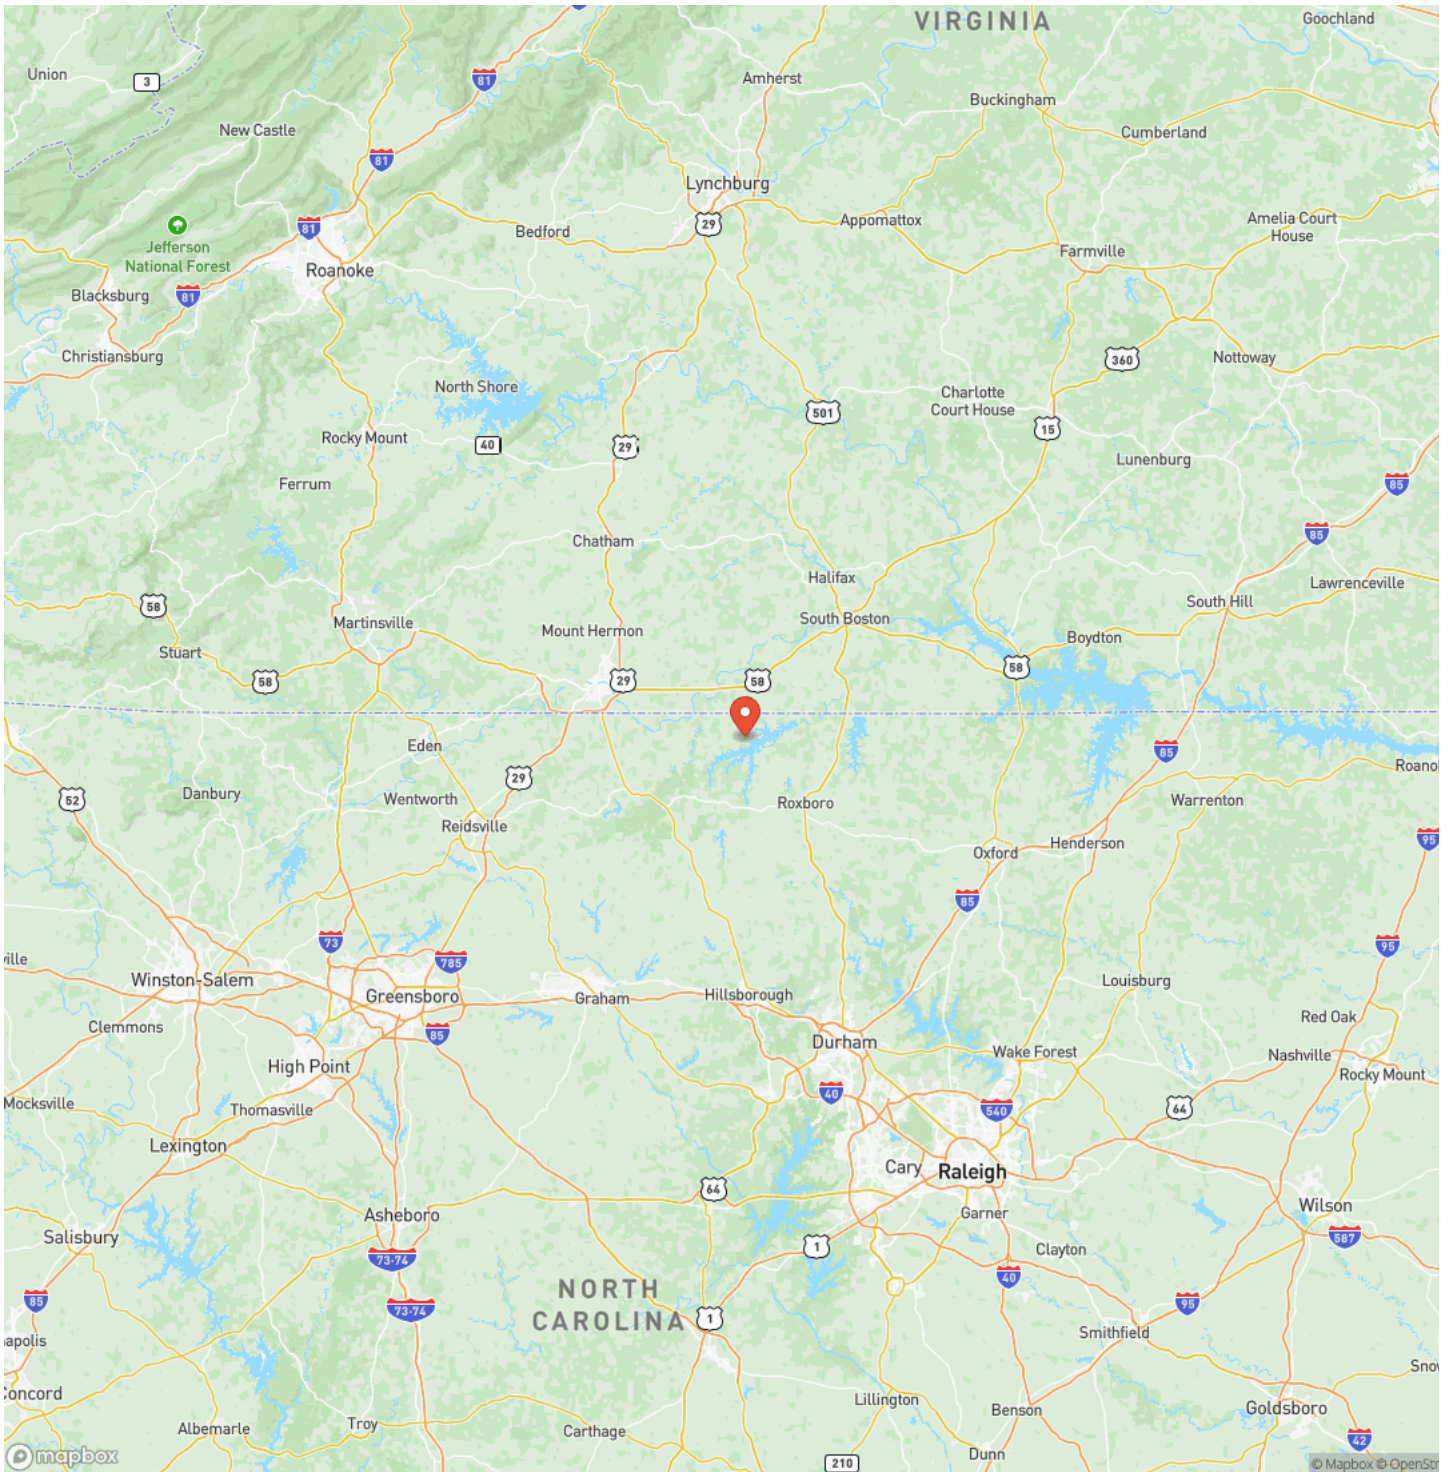 VIRGINIA
Goochland
Union
3
81
Amherst
Buckingham
New Castle
Cumberland
81
Lynchburg
29
Appomattox
Amelia Court
House
Jefferson
National Forest
81
Bedford
Farmville
Roanoke
Blacksburg
81
Christiansburg
360
Nottoway
North Shore
Charlotte
Court House
501
15
Rocky Mount
40
29
Lunenburg
Ferrum
85
85
Chatham
Halifax
Lawrenceville
58
South Hill
Martinsville
Mount Hermon
South Boston
Boydton
Stuart
58
29
58
58
Eden
85
Roanol
29
52
Danbury
Wentworth
Roxboro
Warrenton
Reidsville
95
Oxford
Henderson
85
73
95
ville
785
Winston-Salem
Greensboro
Graham
Hillsborough
Louisburg
Clemmons
85
Red Oak
Durham
Wake Forest
Nashville
High Point
Rocky Mount
40
Mocksville
Thomasville
540
64
Lexington
Cary
Raleigh
64
Wilson
Asheboro
Garner
Salisbury
587
73-74
1
Clayton
40
NORTH
CAROLINA
85
73-74
1
95
Smithfield
napolis
Snow
Concord
Lillington
Benson
Goldsboro
Albemarle
Troy
Carthage
42
Dunn
210
mapbox
© Mapbox © OpenStr